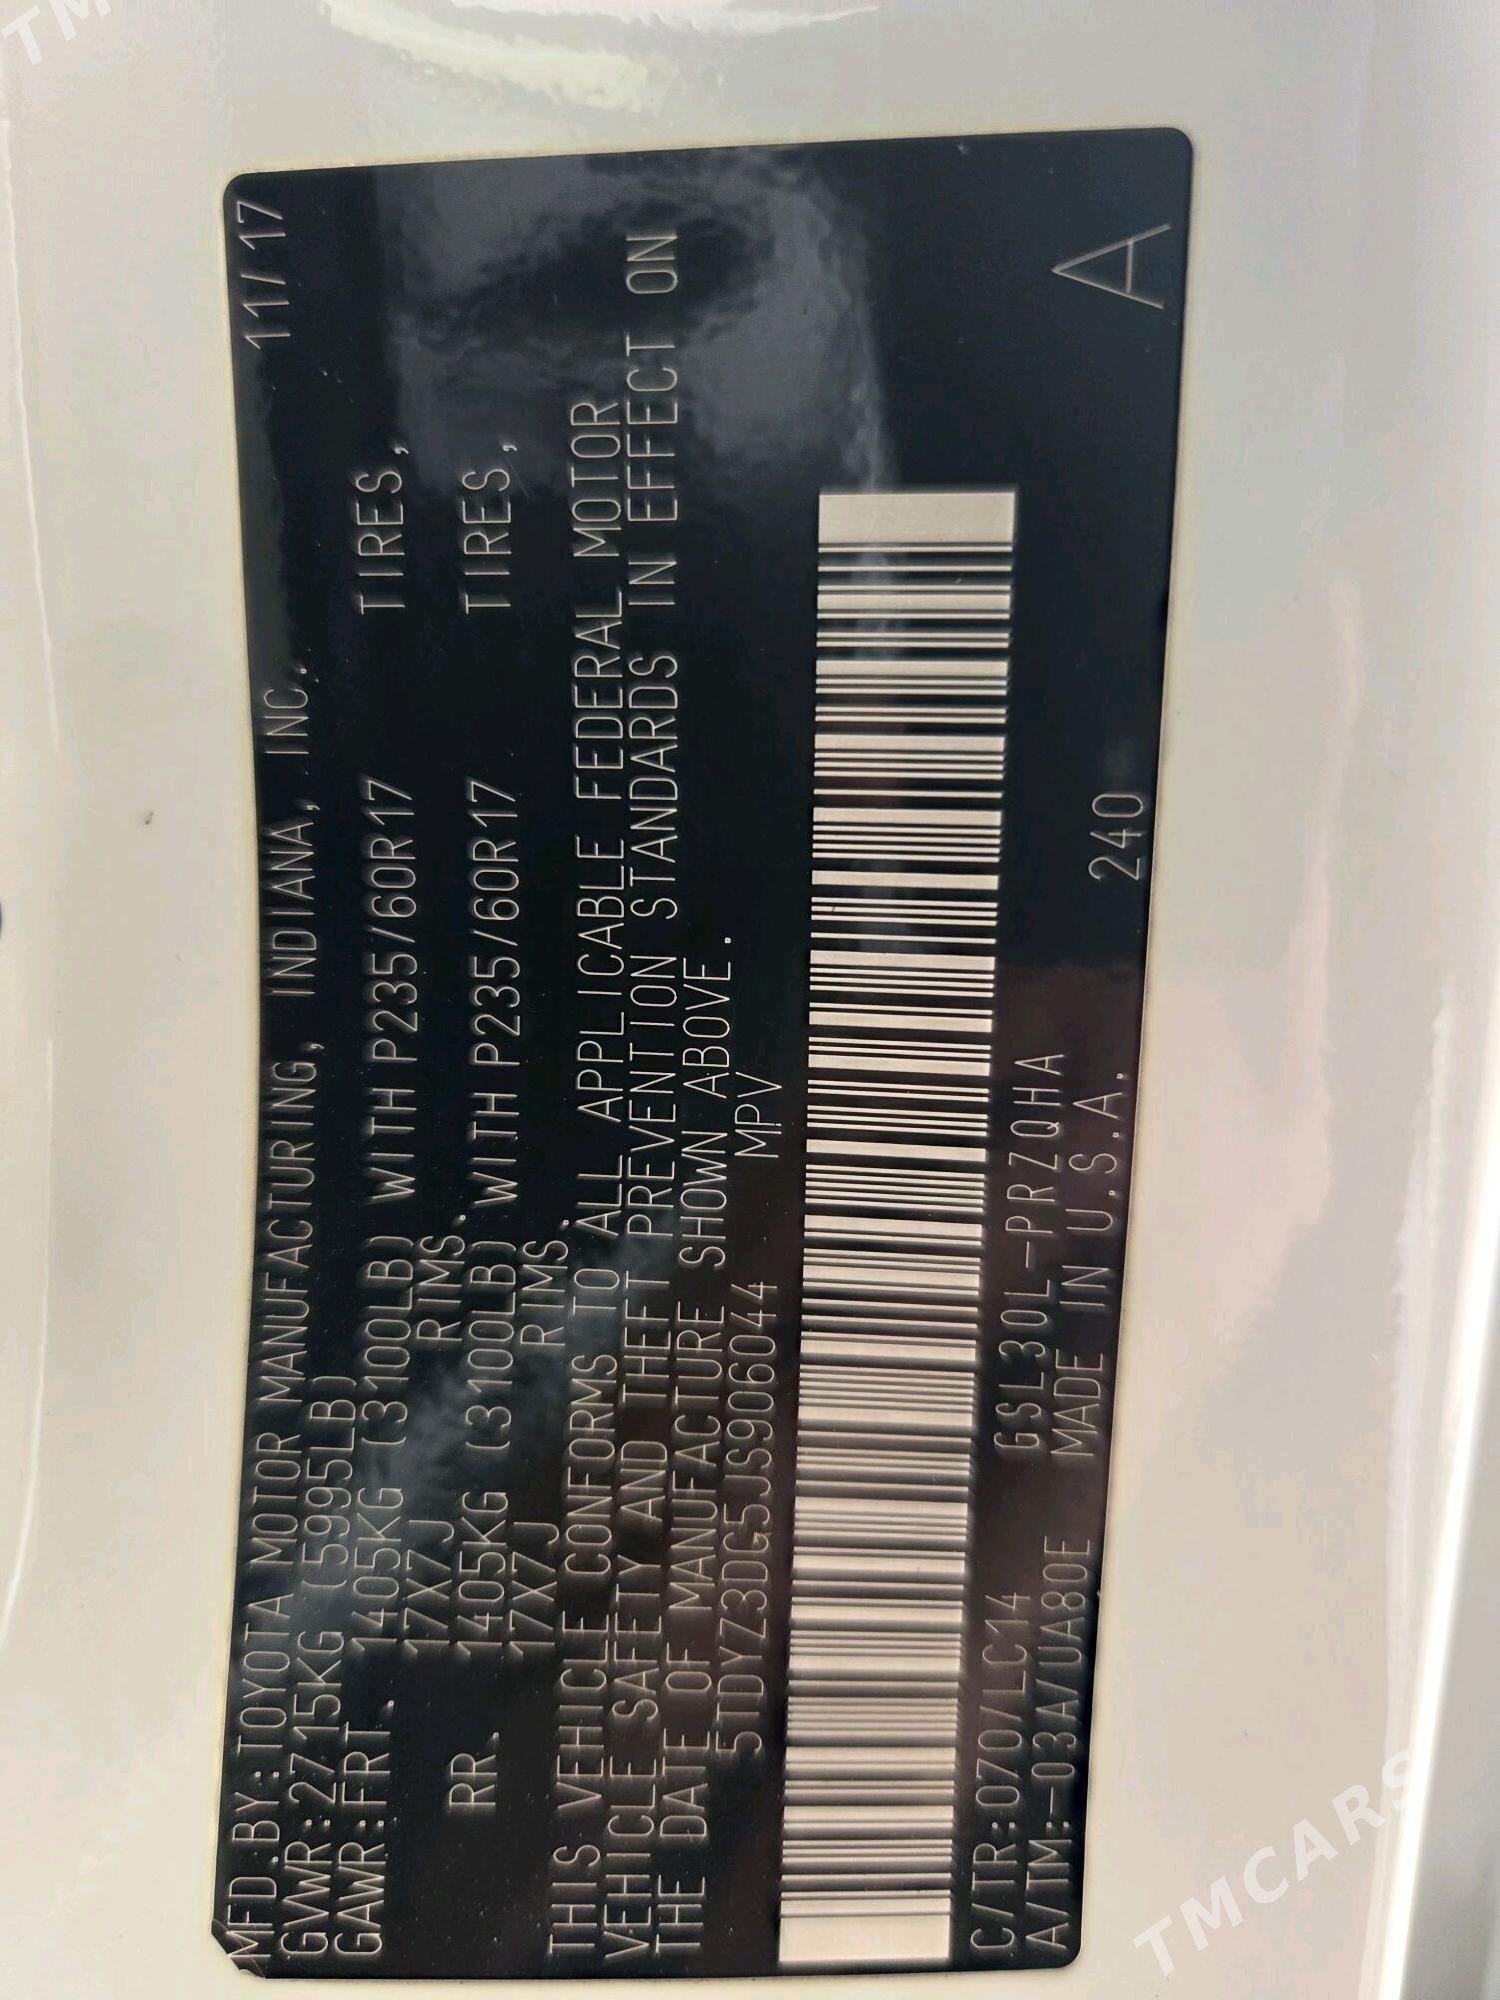 MFD.BY:TOYOTA MOTOR MANUFACTURING, INDIANA, INC. 11/17
GVWR:2715KG (5995LB)
GAWR:FRT. 1405KG (3100LB) WITH P235/60R17 TIRES,
17X7J RIMS.
RR. 1405KG (3100LB) WITH P235/60R17 TIRES,
17X7J RIMS.
THIS VEHICLE CONFORMS TO ALL APPLICABLE FEDERAL MOTOR
VEHICLE SAFETY AND THEFT PREVENTION STANDARDS IN EFFECT ON
THE DATE OF MANUFACTURE SHOWN ABOVE.
5TDYZ3DG5JS906044 MPV
C/TR:070/LC14 GSL30L-PRZQHA
A/TM:-03A/UA80E MADE IN U.S.A. 240
A
TMCARS
TM